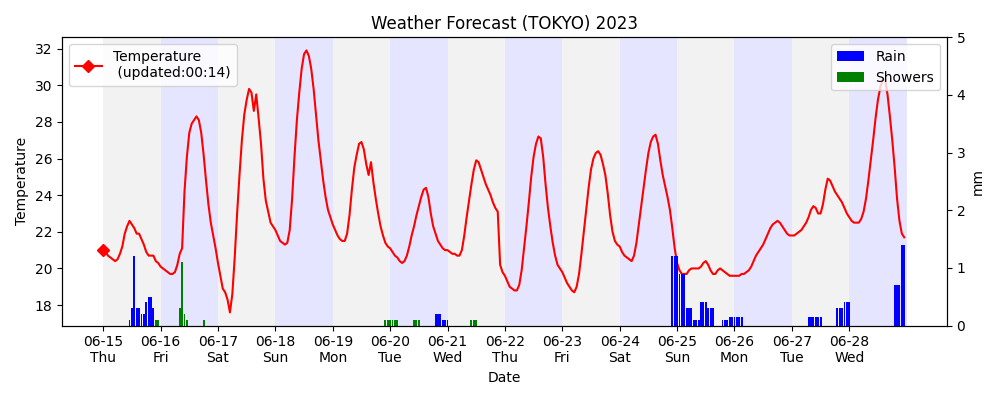 Weather Forecast (TOKYO) 2023
Temperature
(updated:00:14)
Rain
Showers
Temperature
32
30
28
26
24
22
20
18
5
4
3
2
1
0
mm
06-15 06-16 06-17 06-18 06-19 06-20 06-21 06-22 06-23 06-24 06-25 06-26 06-27 06-28
Thu Fri Sat Sun Mon Tue Wed Thu Fri Sat Sun Mon Tue Wed
Date